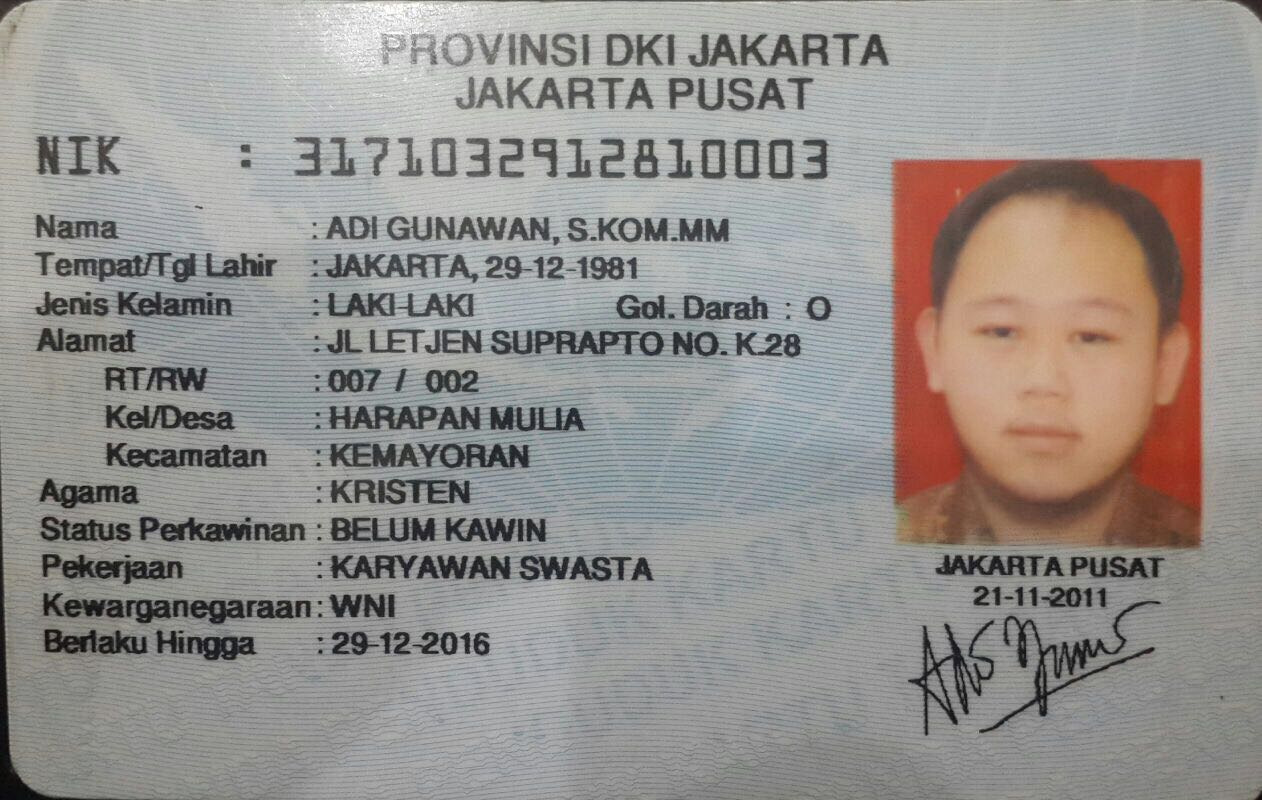 PROVINSI DKI JAKARTA
JAKARTA PUSAT
NIK : 3171032912810003
Nama : ADI GUNAWAN, S.KOM.MM
Tempat/Tgl Lahir : JAKARTA, 29-12-1981
Jenis Kelamin : LAKI-LAKI Gol. Darah : O
Alamat : JL LETJEN SUPRAPTO NO. K.28
RT/RW : 007 / 002
Kel/Desa : HARAPAN MULIA
Kecamatan : KEMAYORAN
Agama : KRISTEN
Status Perkawinan : BELUM KAWIN
Pekerjaan : KARYAWAN SWASTA
Kewarganegaraan : WNI
Berlaku Hingga : 29-12-2016
JAKARTA PUSAT
21-11-2011